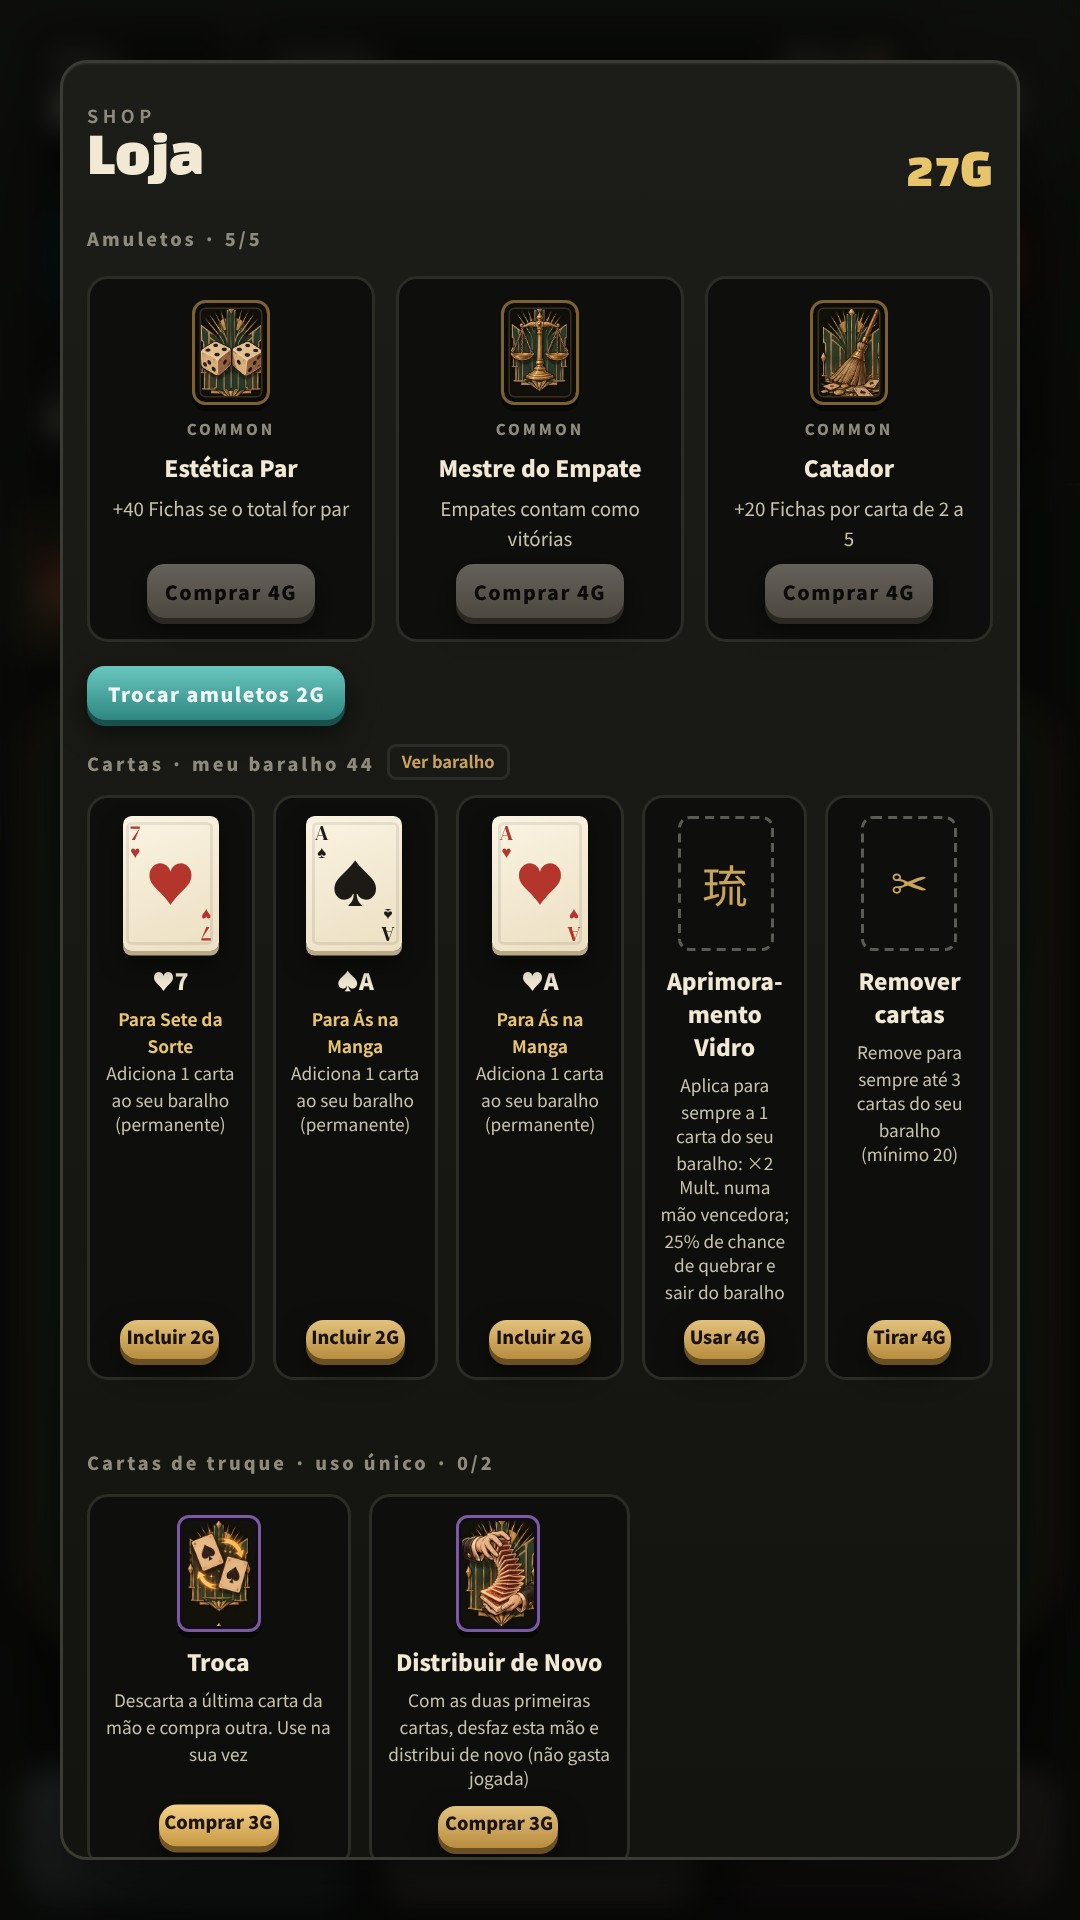 SHOP
Loja
27G
Amuletos · 5/5
COMMON
Estética Par
+40 Fichas se o total for par
Comprar 4G
COMMON
Mestre do Empate
Empates contam como
vitórias
Comprar 4G
COMMON
Catador
+20 Fichas por carta de 2 a
5
Comprar 4G
Trocar amuletos 2G
Cartas · meu baralho 44
Ver baralho
7
♥
♥
7
♥7
Para Sete da
Sorte
Adiciona 1 carta
ao seu baralho
(permanente)
Incluir 2G
A
♠
♠
A
♠A
Para Ás na
Manga
Adiciona 1 carta
ao seu baralho
(permanente)
Incluir 2G
A
♥
♥
A
♥A
Para Ás na
Manga
Adiciona 1 carta
ao seu baralho
(permanente)
Incluir 2G
琉
Aprimora-
mento
Vidro
Aplica para
sempre a 1
carta do seu
baralho: ×2
Mult. numa
mão vencedora;
25% de chance
de quebrar e
sair do baralho
Usar 4G
✂
Remover
cartas
Remove para
sempre até 3
cartas do seu
baralho
(mínimo 20)
Tirar 4G
Cartas de truque · uso único · 0/2
Troca
Descarta a última carta da
mão e compra outra. Use na
sua vez
Comprar 3G
Distribuir de Novo
Com as duas primeiras
cartas, desfaz esta mão e
distribui de novo (não gasta
jogada)
Comprar 3G